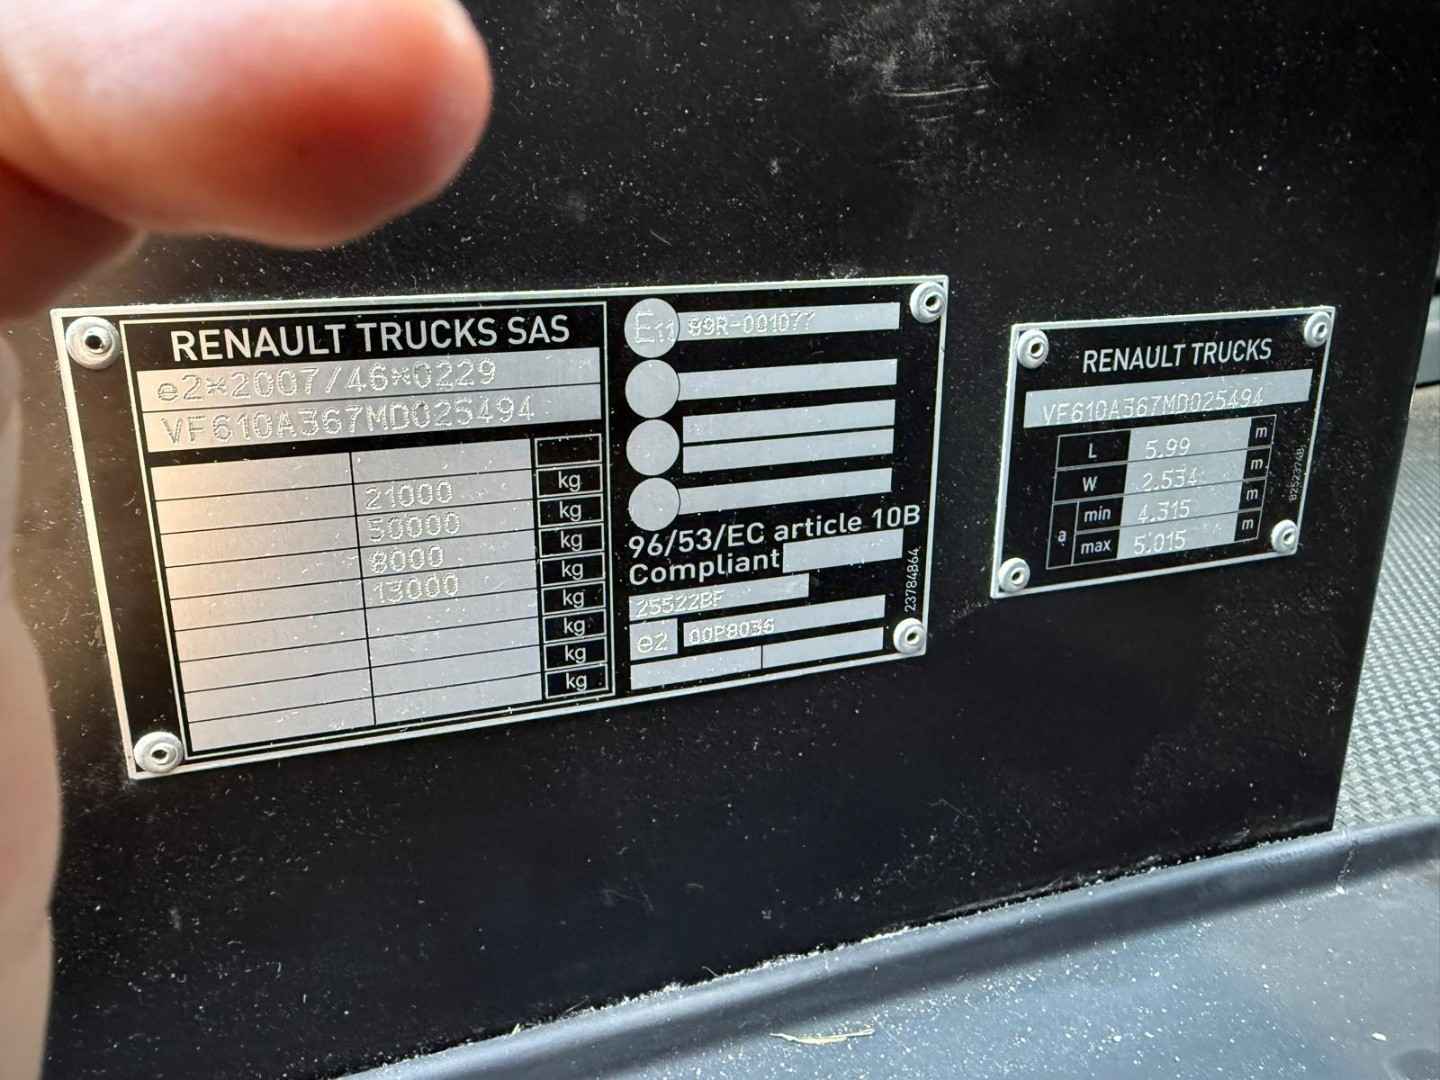 RENAULT TRUCKS SAS
e2*2007/46*0229
VF610A367MD025494
kg
21000 kg
50000 kg
8000 kg
13000 kg
kg
kg
kg
E11 89R-001077
96/53/EC article 10B
Compliant
25522BF
e2 00P8036
23784864
RENAULT TRUCKS
VF610A367MD025494
L 5.99 m
W 2.534 m
a min 4.315 m
max 5.015 m